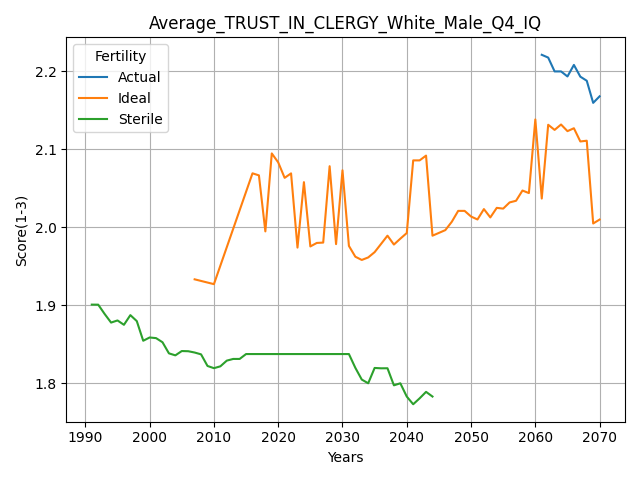 Average_TRUST_IN_CLERGY_White_Male_Q4_IQ
Fertility
Actual
Ideal
Sterile
Score(1-3)
2.2
2.1
2.0
1.9
1.8
1990 2000 2010 2020 2030 2040 2050 2060 2070
Years